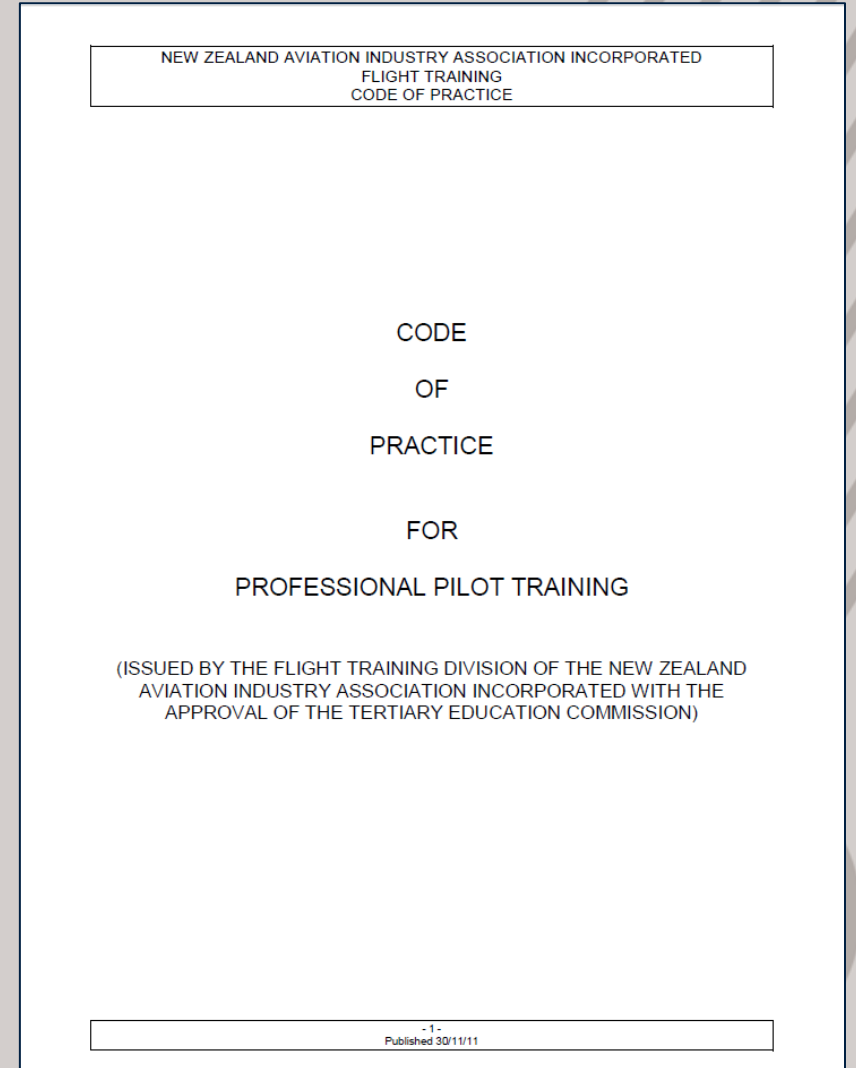 NEW ZEALAND AVIATION INDUSTRY ASSOCIATION INCORPORATED
FLIGHT TRAINING
CODE OF PRACTICE
CODE
OF
PRACTICE
FOR
PROFESSIONAL PILOT TRAINING
(ISSUED BY THE FLIGHT TRAINING DIVISION OF THE NEW ZEALAND
AVIATION INDUSTRY ASSOCIATION INCORPORATED WITH THE
APPROVAL OF THE TERTIARY EDUCATION COMMISSION)
- 1 -
Published 30/11/11